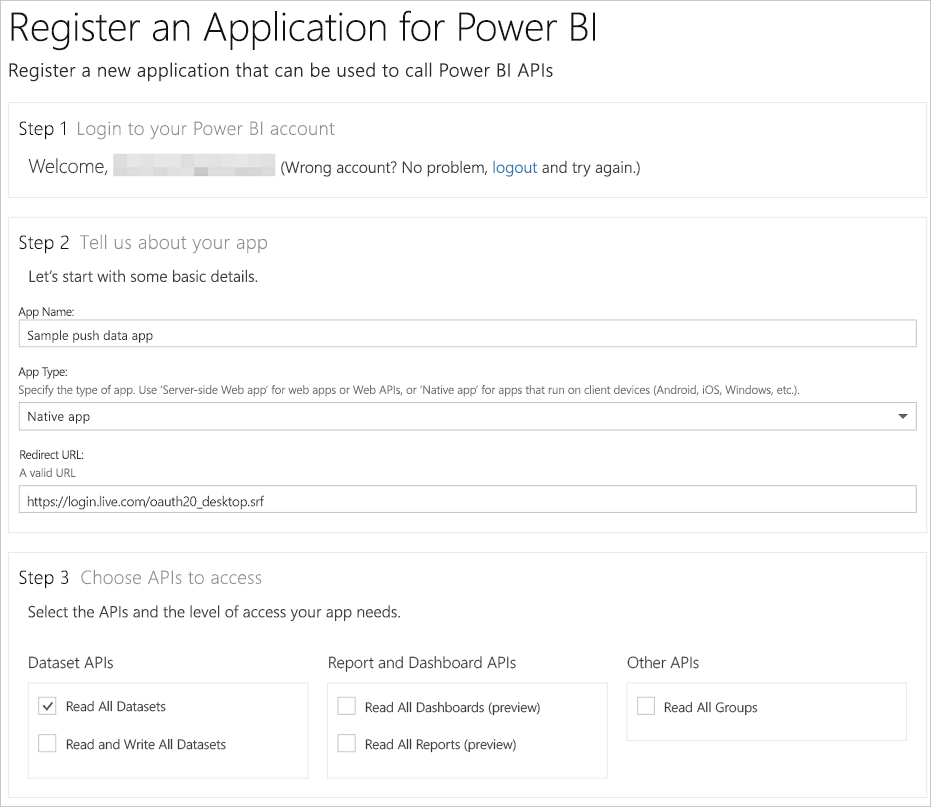 Register an Application for Power BI
Register a new application that can be used to call Power BI APIs
Step 1 Login to your Power BI account
Welcome, (Wrong account? No problem, logout and try again.)
Step 2 Tell us about your app
Let's start with some basic details.
App Name:
Sample push data app
App Type:
Specify the type of app. Use 'Server-side Web app' for web apps or Web APIs, or 'Native app' for apps that run on client devices (Android, iOS, Windows, etc.).
Native app
Redirect URL:
A valid URL
https://login.live.com/oauth20_desktop.srf
Step 3 Choose APIs to access
Select the APIs and the level of access your app needs.
Dataset APIs
Read All Datasets
Read and Write All Datasets
Report and Dashboard APIs
Read All Dashboards (preview)
Read All Reports (preview)
Other APIs
Read All Groups